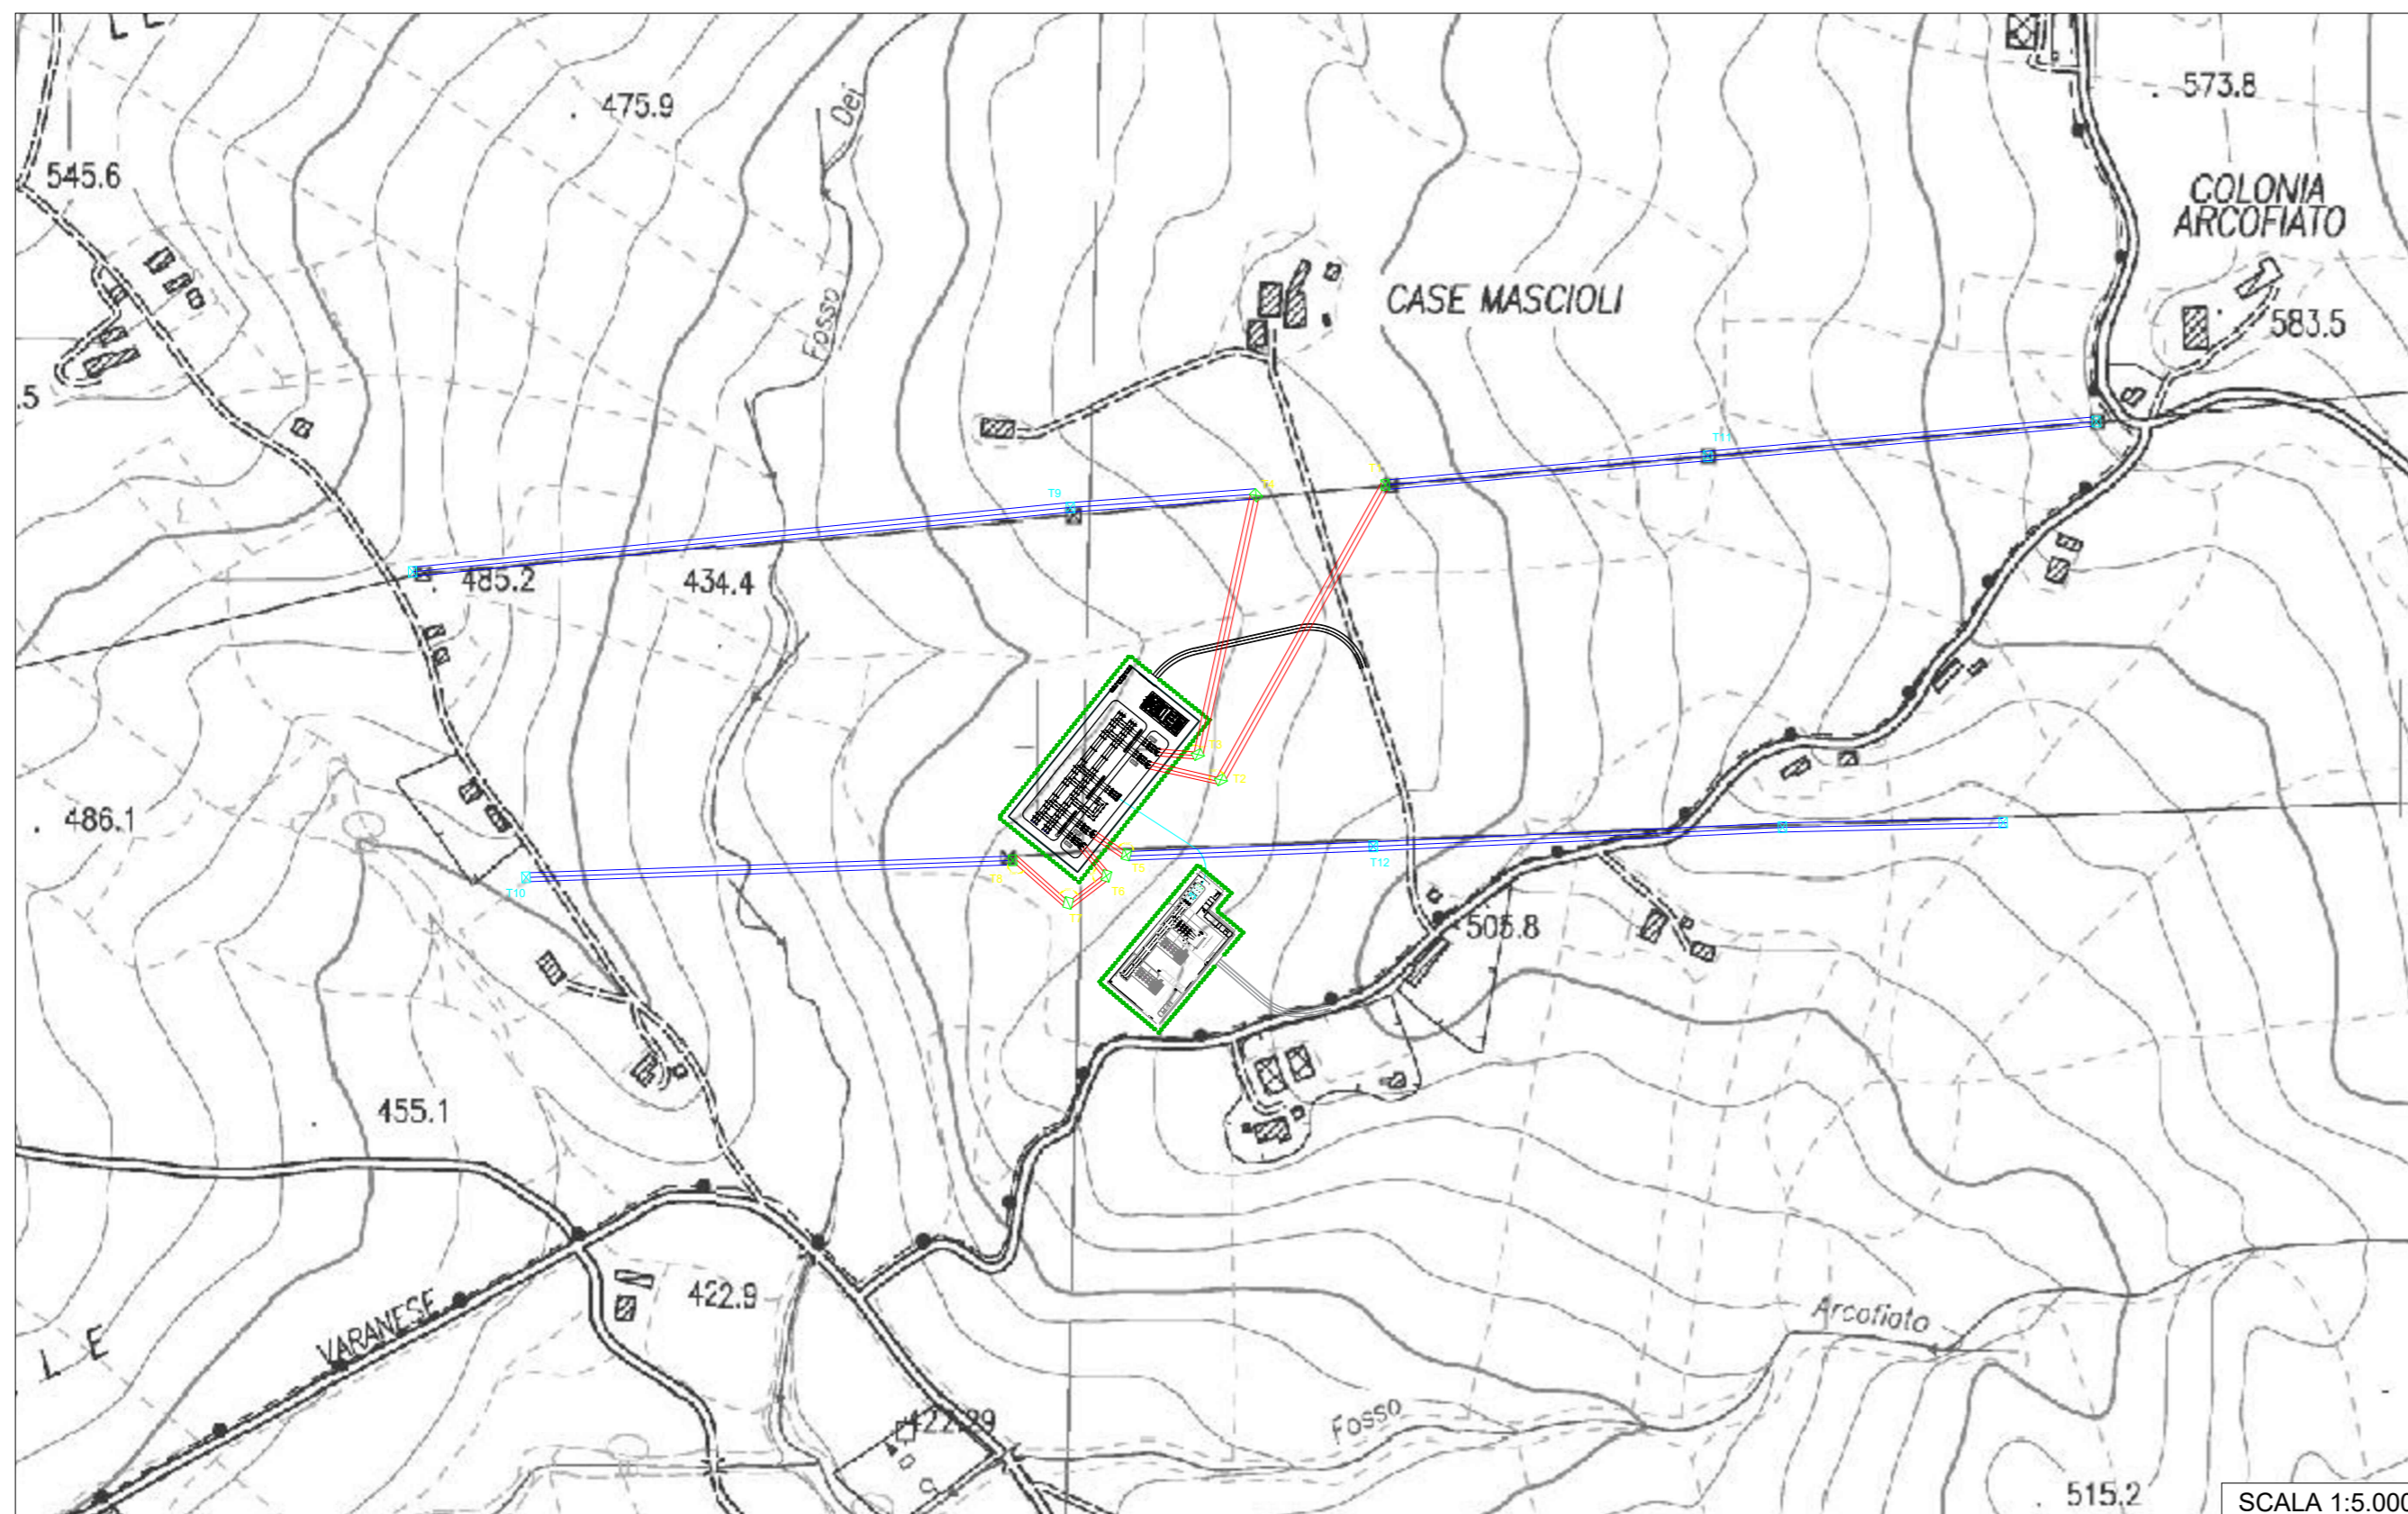 L E
573.8
475.9
Dei
545.6
COLONIA
ARCOFIATO
CASE MASCIOLI
Fosso
583.5
.5
T11
T1
T9
T4
485.2
434.4
T3
T2
486.1
T5
T12
T8
T6
T10
T7
505.8
455.1
422.9
VARANESE
Arcofiato
L E
Fosso
515.2
SCALA 1:5.000